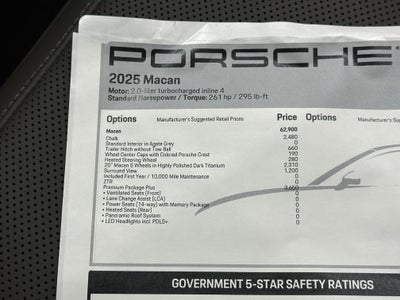 PORSCHE
2025 Macan
Motor: 2.0-liter turbocharged inline 4
Standard Horsepower / Torque: 261 hp / 295 lb-ft
Options Manufacturer's Suggested Retail Prices Price Options Manufacturer's Sugg
Macan 62,900
Chalk 2,480
Standard Interior in Agate Grey 0
Trailer Hitch without Tow Ball 660
Wheel Center Caps with Colored Porsche Crest 190
Heated Steering Wheel 280
20" Macan S Wheels in Highly Polished Dark Titanium 2,310
Surround View 1,200
Included First Year / 10,000 Mile Maintenance 0
2TR 0
Premium Package Plus 3,650
• Ventilated Seats (Front) 0
• Lane Change Assist (LCA) 0
• Power Seats (14-way) with Memory Package 0
• Heated Seats (Rear) 0
• Panoramic Roof System 0
• LED Headlights incl. PDLS+ 0
GOVERNMENT 5-STAR SAFETY RATINGS